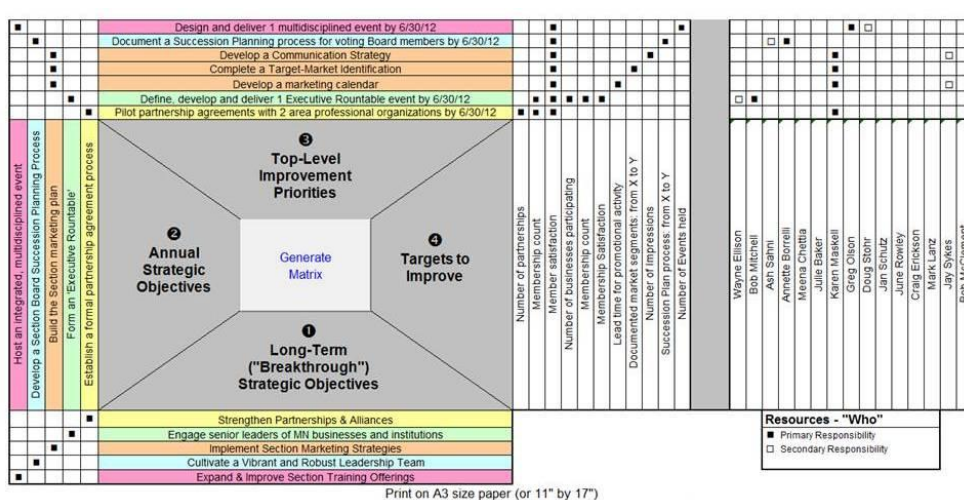 Design and deliver 1 multidisciplined event by 6/30/12
Document a Succession Planning process for voting Board members by 6/30/12
Develop a Communication Strategy
Complete a Target-Market Identification
Develop a marketing calendar
Define, develop and deliver 1 Executive Roundtable event by 6/30/12
Pilot partnership agreements with 2 area professional organizations by 6/30/12
Host an integrated, multidisciplined event
Develop a Section Board Succession Planning Process
Build the Section marketing plan
Form an 'Executive Roundtable'
Establish a formal partnership agreement process
❸
Top-Level
Improvement
Priorities
❷
Annual
Strategic
Objectives
Generate
Matrix
❹
Targets to
Improve
❶
Long-Term
("Breakthrough")
Strategic Objectives
Number of partnerships
Membership count
Member satisfaction
Number of businesses participating
Membership count
Membership Satisfaction
Lead time for promotional activity
Documented market segments: from X to Y
Number of Impressions
Succession Plan process: from X to Y
Number of Events held
Wayne Ellison
Bob Mitchell
Ash Sahni
Annette Borrelli
Meena Chettia
Julie Baker
Karen Maskell
Greg Olson
Doug Stohr
Jan Schutz
June Rowley
Craig Erickson
Mark Lanz
Jay Sykes
Strengthen Partnerships & Alliances
Engage senior leaders of MN businesses and institutions
Implement Section Marketing Strategies
Cultivate a Vibrant and Robust Leadership Team
Expand & Improve Section Training Offerings
Resources - "Who"
■ Primary Responsibility
□ Secondary Responsibility
Print on A3 size paper (or 11" by 17")